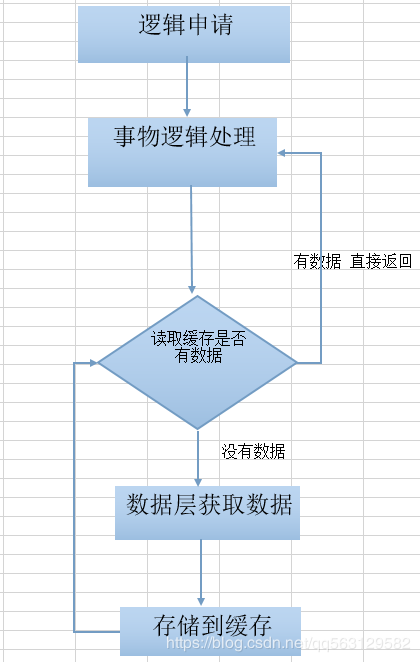 逻辑申请
事物逻辑处理
有数据 直接返回
读取缓存是否
有数据
没有数据
数据层获取数据
存储到缓存
https://blog.csdn.net/qq563129582